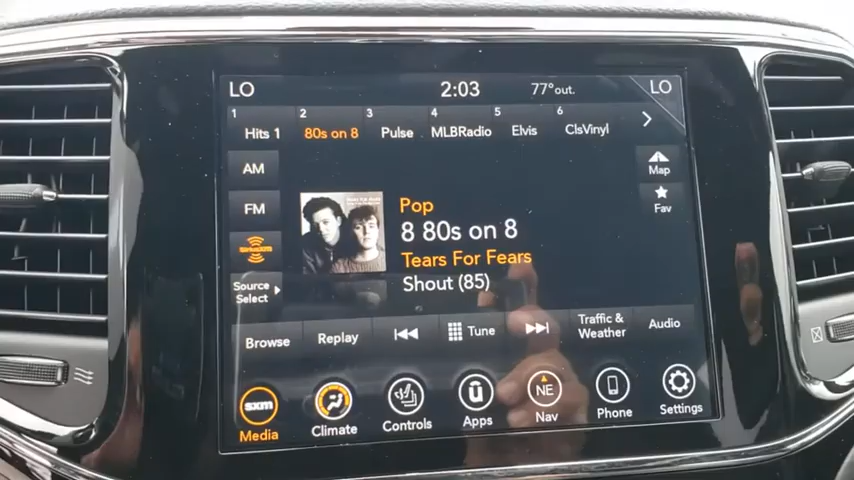 LO 2:03 77° out. LO
1 2 3 4 5 6
Hits 1 80s on 8 Pulse MLBRadio Elvis ClsVinyl
AM
Map
FM
Fav
SiriusXM
Source
Select
Pop
8 80s on 8
Tears For Fears
Shout (85)
Browse Replay Tune Traffic &
Weather Audio
sxm NE
Media Climate Controls Apps Nav Phone Settings